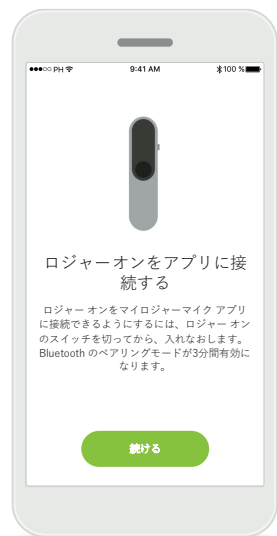 ●●●○○ PH 9:41 AM 100 %
ロジャーオンをアプリに接
続する
ロジャー オンをマイロジャーマイク アプリ
に接続できるようにするには、ロジャー オン
のスイッチを切ってから、入れなおします。
Bluetooth のペアリングモードが3分間有効に
なります。
続ける